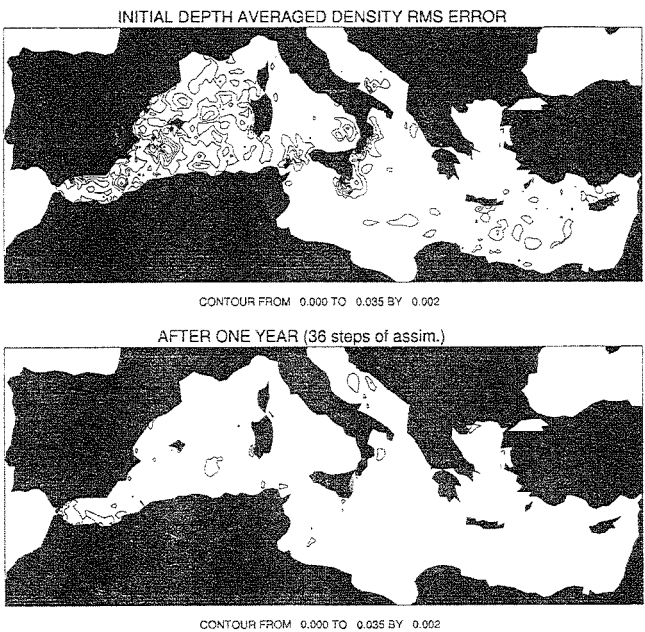 INITIAL DEPTH AVERAGED DENSITY RMS ERROR
CONTOUR FROM 0.000 TO 0.035 BY 0.002
AFTER ONE YEAR (36 steps of assim.)
CONTOUR FROM 0.000 TO 0.035 BY 0.002